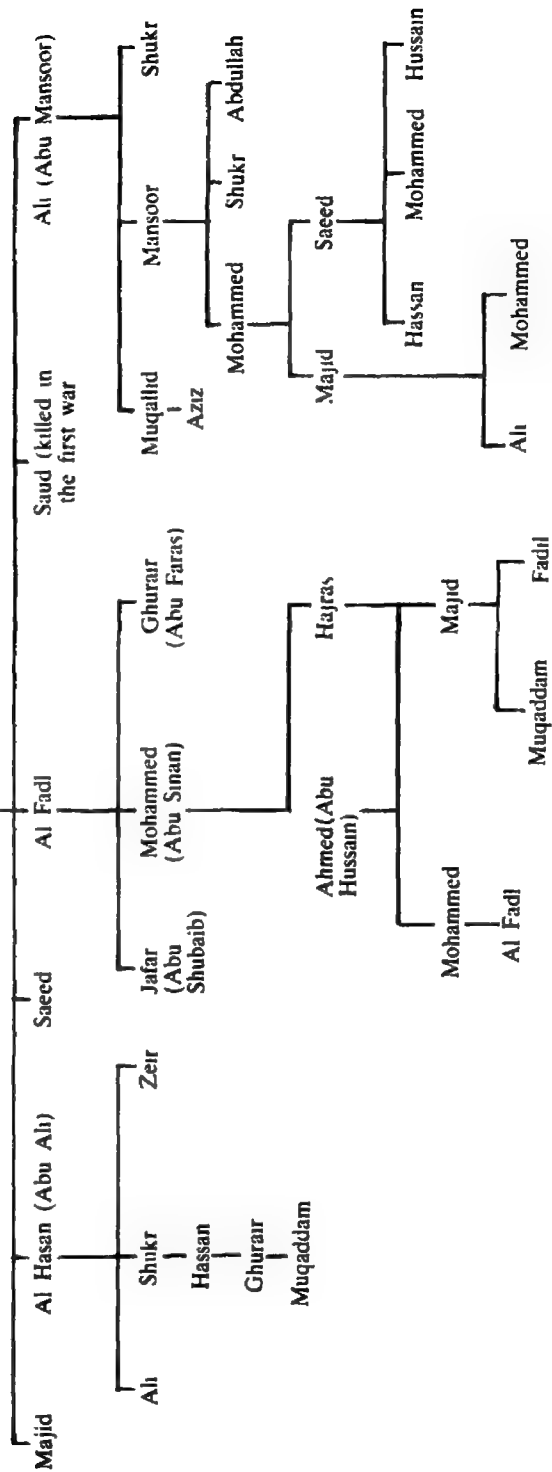 Majid
Al Hasan (Abu Ali)
Saeed
Al Fadl
Saud (killed in
the first war
Ali (Abu Mansoor)
Ali
Shukr
Zeir
Jafar
(Abu
Shubaib)
Mohammed
(Abu Sinan)
Ghurair
(Abu Faras)
Muqallid
Mansoor
Shukr
Hassan
Ghurair
Muqaddam
Aziz
Mohammed
Shukr
Abdullah
Ahmed(Abu
Hussain)
Hajras
Majid
Saeed
Mohammed
Majid
Hassan
Mohammed
Hussain
Al Fadl
Muqaddam
Fadil
Ali
Mohammed